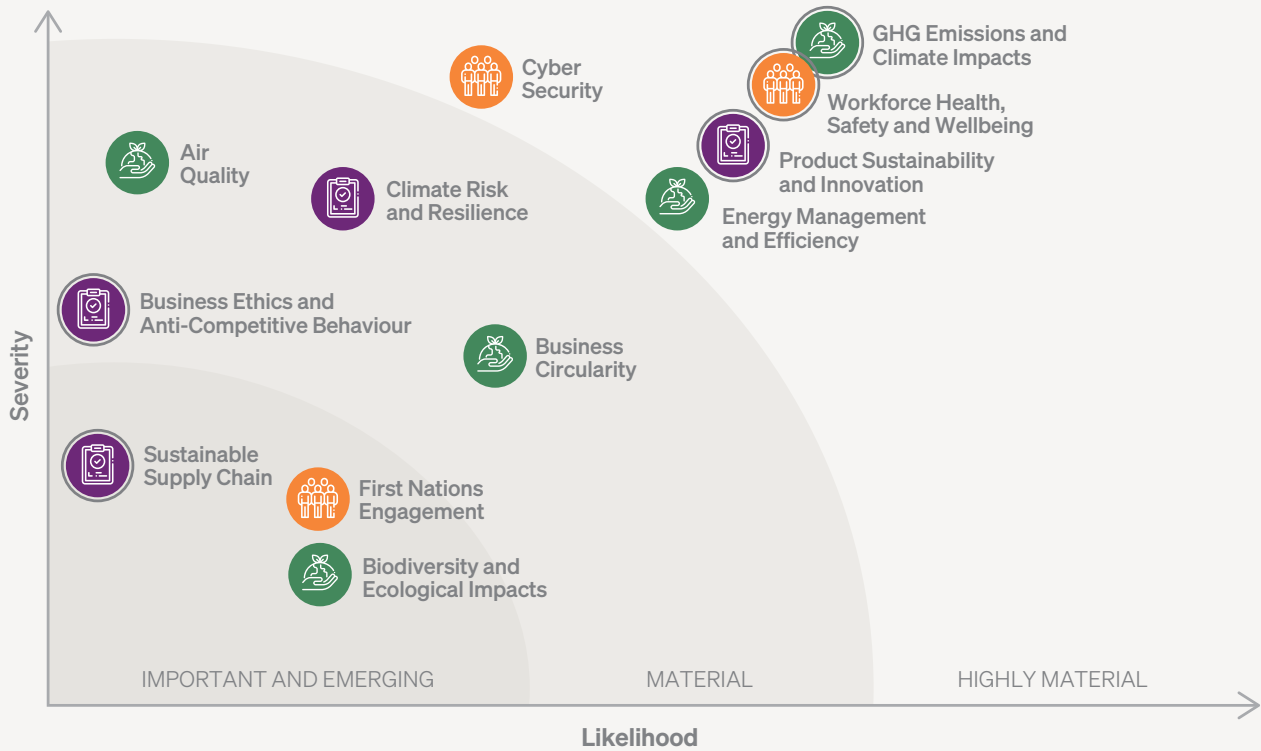 GHG Emissions and
Climate Impacts
Cyber
Security
Workforce Health,
Safety and Wellbeing
Air
Quality
Product Sustainability
and Innovation
Climate Risk
and Resilience
Energy Management
and Efficiency
Business Ethics and
Anti-Competitive Behaviour
Business
Circularity
Severity
Sustainable
Supply Chain
First Nations
Engagement
Biodiversity and
Ecological Impacts
IMPORTANT AND EMERGING
MATERIAL
HIGHLY MATERIAL
Likelihood